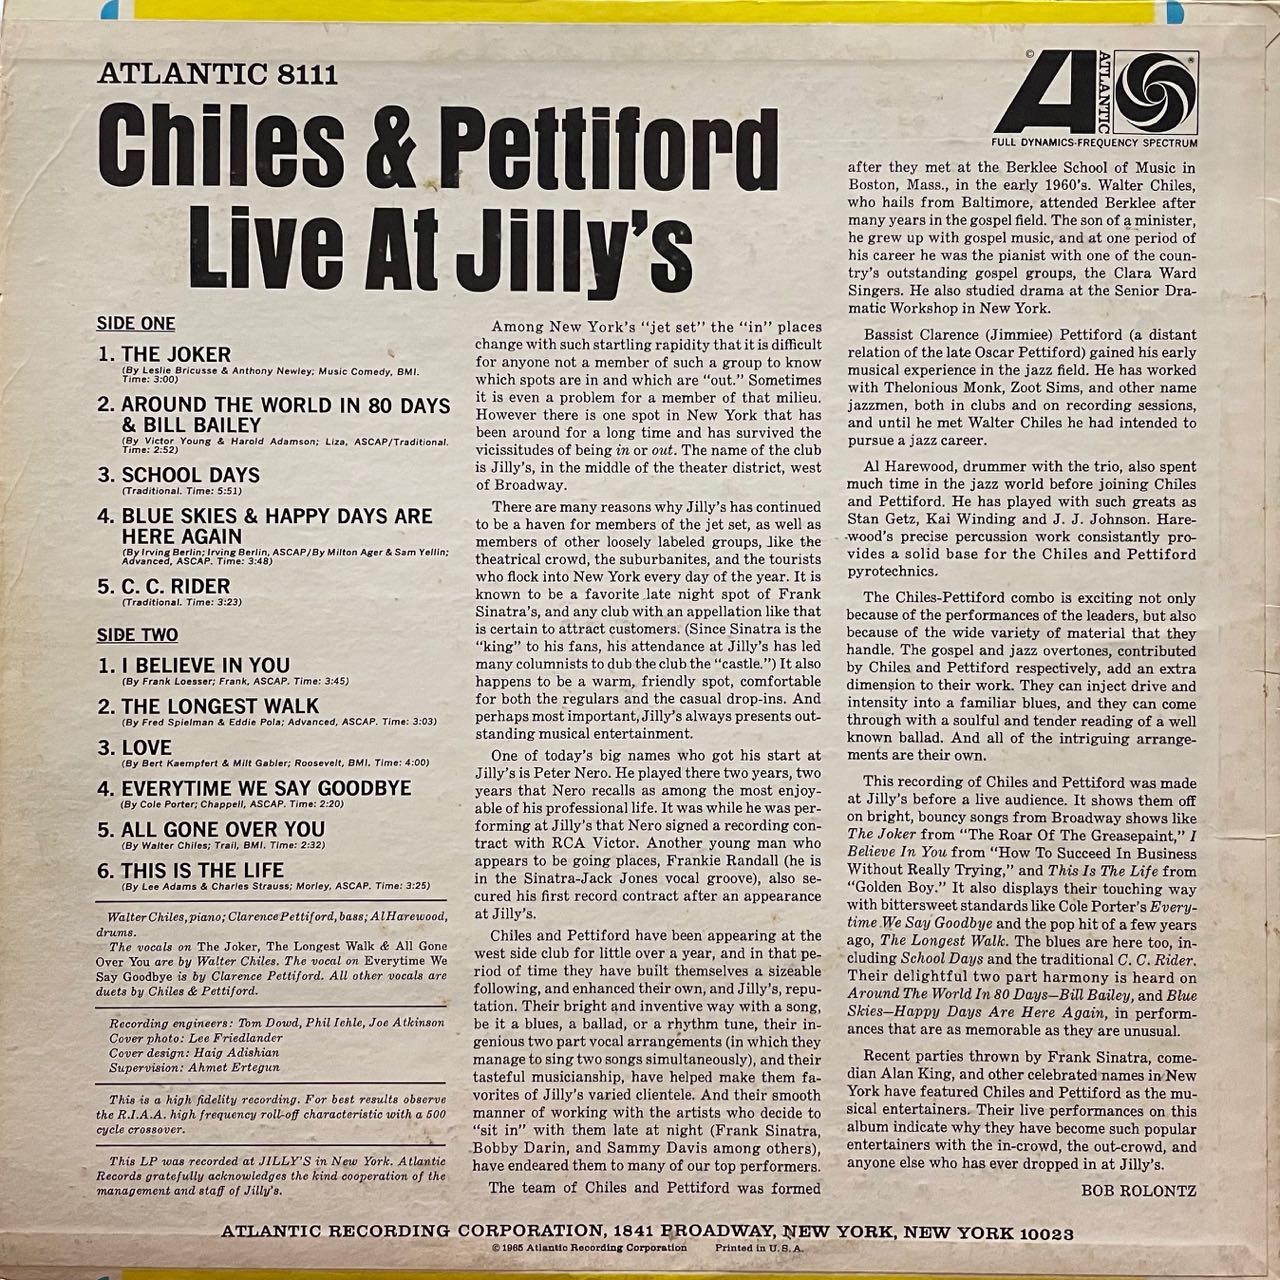 ATLANTIC 8111
Chiles & Pettiford
Live At Jilly's
©
ATLANTIC
®
FULL DYNAMICS-FREQUENCY SPECTRUM
SIDE ONE
1. THE JOKER
(By Leslie Bricusse & Anthony Newley; Music Comedy, BMI.
Time: 3:00)
2. AROUND THE WORLD IN 80 DAYS
& BILL BAILEY
(By Victor Young & Harold Adamson; Liza, ASCAP/Traditional.
Time: 2:52)
3. SCHOOL DAYS
(Traditional. Time: 5:51)
4. BLUE SKIES & HAPPY DAYS ARE
HERE AGAIN
(By Irving Berlin; Irving Berlin, ASCAP/By Milton Ager & Sam Yellin;
Advanced, ASCAP. Time: 3:48)
5. C. C. RIDER
(Traditional. Time: 3:23)
SIDE TWO
1. I BELIEVE IN YOU
(By Frank Loesser; Frank, ASCAP. Time: 3:45)
2. THE LONGEST WALK
(By Fred Spielman & Eddie Pola; Advanced, ASCAP. Time: 3:03)
3. LOVE
(By Bert Kaempfert & Milt Gabler; Roosevelt, BMI. Time: 4:00)
4. EVERYTIME WE SAY GOODBYE
(By Cole Porter; Chappell, ASCAP. Time: 2:20)
5. ALL GONE OVER YOU
(By Walter Chiles; Trail, BMI. Time: 2:32)
6. THIS IS THE LIFE
(By Lee Adams & Charles Strauss; Morley, ASCAP. Time: 3:25)
Walter Chiles, piano; Clarence Pettiford, bass; Al Harewood,
drums.
The vocals on The Joker, The Longest Walk & All Gone
Over You are by Walter Chiles. The vocal on Everytime We
Say Goodbye is by Clarence Pettiford. All other vocals are
duets by Chiles & Pettiford.
Recording engineers: Tom Dowd, Phil Iehle, Joe Atkinson
Cover photo: Lee Friedlander
Cover design: Haig Adishian
Supervision: Ahmet Ertegun
This is a high fidelity recording. For best results observe
the R.I.A.A. high frequency roll-off characteristic with a 500
cycle crossover.
This LP was recorded at JILLY'S in New York. Atlantic
Records gratefully acknowledges the kind cooperation of the
management and staff of Jilly's.
Among New York's "jet set" the "in" places
change with such startling rapidity that it is difficult
for anyone not a member of such a group to know
which spots are in and which are "out." Sometimes
it is even a problem for a member of that milieu.
However there is one spot in New York that has
been around for a long time and has survived the
vicissitudes of being in or out. The name of the club
is Jilly's, in the middle of the theater district, west
of Broadway.
There are many reasons why Jilly's has continued
to be a haven for members of the jet set, as well as
members of other loosely labeled groups, like the
theatrical crowd, the suburbanites, and the tourists
who flock into New York every day of the year. It is
known to be a favorite late night spot of Frank
Sinatra's, and any club with an appellation like that
is certain to attract customers. (Since Sinatra is the
"king" to his fans, his attendance at Jilly's has led
many columnists to dub the club the "castle.") It also
happens to be a warm, friendly spot, comfortable
for both the regulars and the casual drop-ins. And
perhaps most important, Jilly's always presents out-
standing musical entertainment.
One of today's big names who got his start at
Jilly's is Peter Nero. He played there two years, two
years that Nero recalls as among the most enjoy-
able of his professional life. It was while he was per-
forming at Jilly's that Nero signed a recording con-
tract with RCA Victor. Another young man who
appears to be going places, Frankie Randall (he is
in the Sinatra-Jack Jones vocal groove), also se-
cured his first record contract after an appearance
at Jilly's.
Chiles and Pettiford have been appearing at the
west side club for little over a year, and in that pe-
riod of time they have built themselves a sizeable
following, and enhanced their own, and Jilly's, repu-
tation. Their bright and inventive way with a song,
be it a blues, a ballad, or a rhythm tune, their in-
genious two part vocal arrangements (in which they
manage to sing two songs simultaneously), and their
tasteful musicianship, have helped make them fa-
vorites of Jilly's varied clientele. And their smooth
manner of working with the artists who decide to
"sit in" with them late at night (Frank Sinatra,
Bobby Darin, and Sammy Davis among others),
have endeared them to many of our top performers.
The team of Chiles and Pettiford was formed
after they met at the Berklee School of Music in
Boston, Mass., in the early 1960's. Walter Chiles,
who hails from Baltimore, attended Berklee after
many years in the gospel field. The son of a minister,
he grew up with gospel music, and at one period of
his career he was the pianist with one of the coun-
try's outstanding gospel groups, the Clara Ward
Singers. He also studied drama at the Senior Dra-
matic Workshop in New York.
Bassist Clarence (Jimmiee) Pettiford (a distant
relation of the late Oscar Pettiford) gained his early
musical experience in the jazz field. He has worked
with Thelonious Monk, Zoot Sims, and other name
jazzmen, both in clubs and on recording sessions,
and until he met Walter Chiles he had intended to
pursue a jazz career.
Al Harewood, drummer with the trio, also spent
much time in the jazz world before joining Chiles
and Pettiford. He has played with such greats as
Stan Getz, Kai Winding and J. J. Johnson. Hare-
wood's precise percussion work consistantly pro-
vides a solid base for the Chiles and Pettiford
pyrotechnics.
The Chiles-Pettiford combo is exciting not only
because of the performances of the leaders, but also
because of the wide variety of material that they
handle. The gospel and jazz overtones, contributed
by Chiles and Pettiford respectively, add an extra
dimension to their work. They can inject drive and
intensity into a familiar blues, and they can come
through with a soulful and tender reading of a well
known ballad. And all of the intriguing arrange-
ments are their own.
This recording of Chiles and Pettiford was made
at Jilly's before a live audience. It shows them off
on bright, bouncy songs from Broadway shows like
The Joker from "The Roar Of The Greasepaint," I
Believe In You from "How To Succeed In Business
Without Really Trying," and This Is The Life from
"Golden Boy." It also displays their touching way
with bittersweet standards like Cole Porter's Every-
time We Say Goodbye and the pop hit of a few years
ago, The Longest Walk. The blues are here too, in-
cluding School Days and the traditional C. C. Rider.
Their delightful two part harmony is heard on
Around The World In 80 Days—Bill Bailey, and Blue
Skies—Happy Days Are Here Again, in perform-
ances that are as memorable as they are unusual.
Recent parties thrown by Frank Sinatra, come-
dian Alan King, and other celebrated names in New
York have featured Chiles and Pettiford as the mu-
sical entertainers. Their live performances on this
album indicate why they have become such popular
entertainers with the in-crowd, the out-crowd, and
anyone else who has ever dropped in at Jilly's.
BOB ROLONTZ
ATLANTIC RECORDING CORPORATION, 1841 BROADWAY, NEW YORK, NEW YORK 10023
© 1965 Atlantic Recording Corporation Printed in U. S. A.